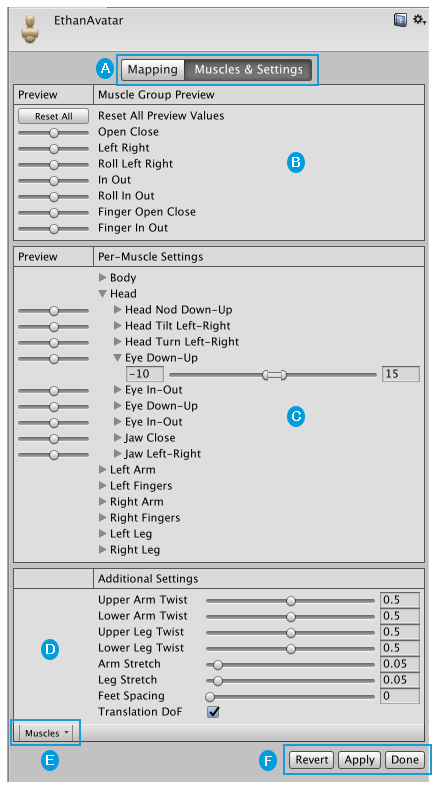 EthanAvatar
A Mapping Muscles & Settings
Preview Muscle Group Preview
Reset All Reset All Preview Values
Open Close
Left Right
Roll Left Right
B
In Out
Roll In Out
Finger Open Close
Finger In Out
Preview Per-Muscle Settings
Body
Head
Head Nod Down-Up
Head Tilt Left-Right
Head Turn Left-Right
Eye Down-Up
-10 15
Eye In-Out
Eye Down-Up
C
Eye In-Out
Jaw Close
Jaw Left-Right
Left Arm
Left Fingers
Right Arm
Right Fingers
Left Leg
Right Leg
Additional Settings
Upper Arm Twist 0.5
Lower Arm Twist 0.5
Upper Leg Twist 0.5
D Lower Leg Twist 0.5
Arm Stretch 0.05
Leg Stretch 0.05
Feet Spacing 0
Translation DoF
Muscles
E F Revert Apply Done